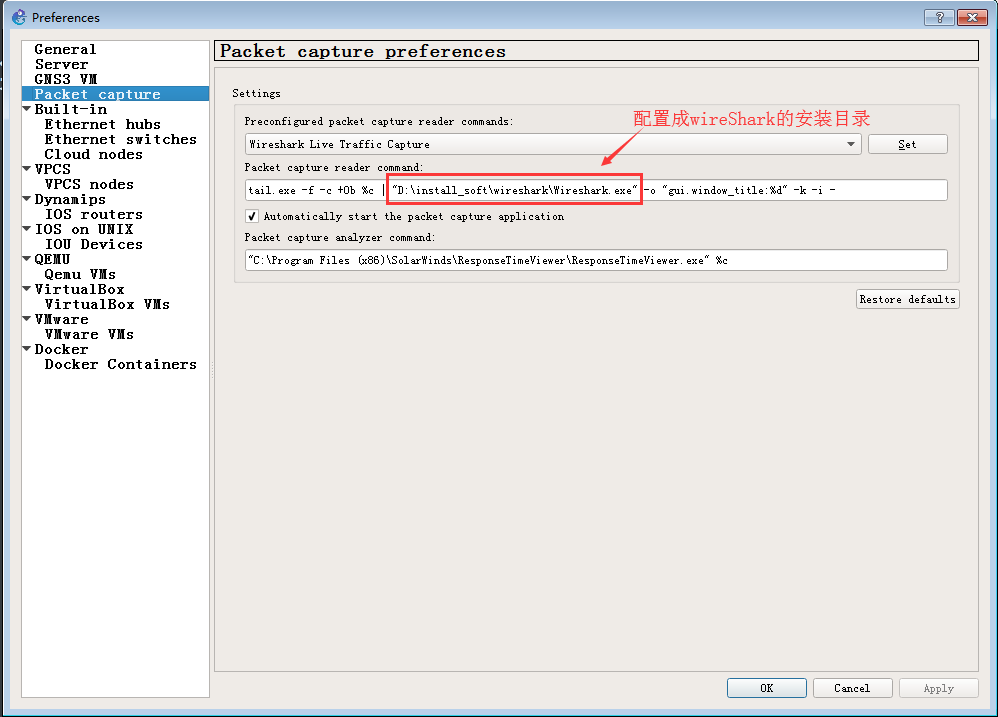 Preferences
?
General
Server
GNS3 VM
Packet capture
Built-in
Ethernet hubs
Ethernet switches
Cloud nodes
VPCS
VPCS nodes
Dynamips
IOS routers
IOS on UNIX
IOU Devices
QEMU
Qemu VMs
VirtualBox
VirtualBox VMs
VMware
VMware VMs
Docker
Docker Containers
Packet capture preferences
Settings
Preconfigured packet capture reader commands:
配置成wireShark的安装目录
Wireshark Live Traffic Capture
Set
Packet capture reader command:
tail.exe -f -c +0b %c | "D:\install_soft\wireshark\Wireshark.exe" -o "gui.window_title:%d" -k -i -
Automatically start the packet capture application
Packet capture analyzer command:
"C:\Program Files (x86)\SolarWinds\ResponseTimeViewer\ResponseTimeViewer.exe" %c
Restore defaults
OK
Cancel
Apply